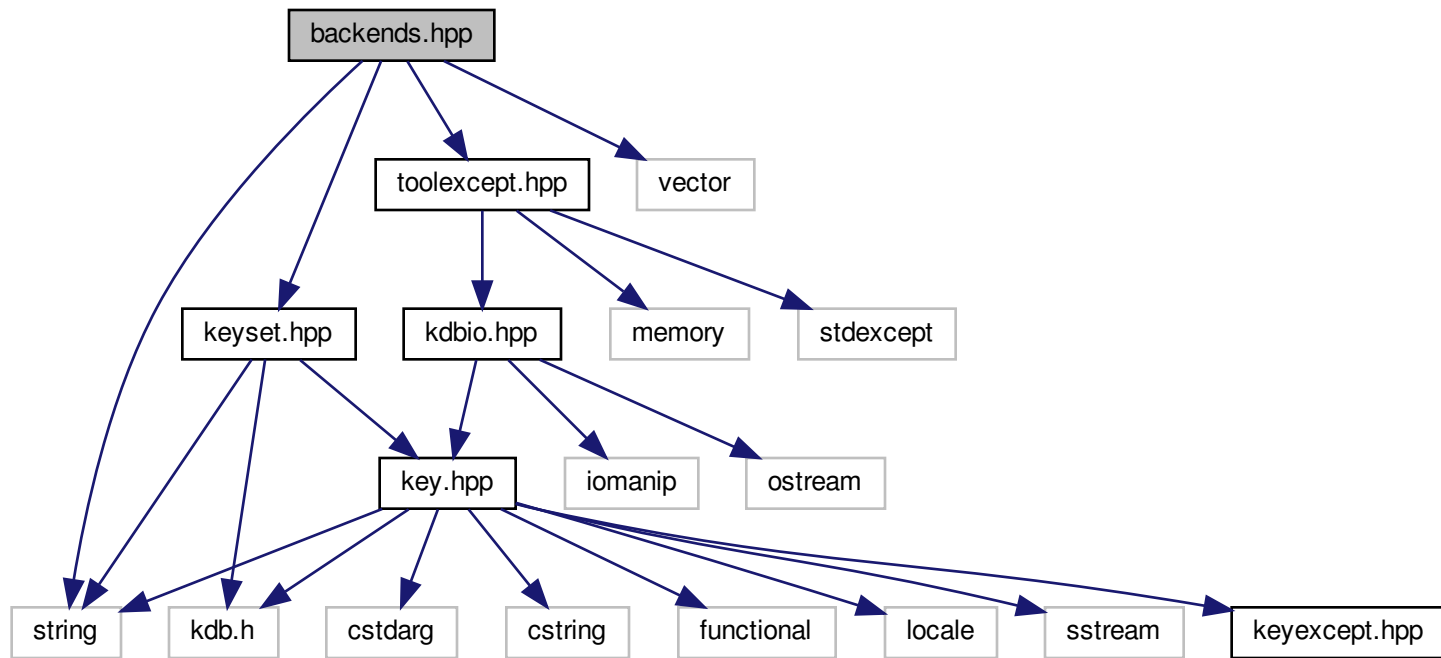 backends.hpp
toolexcept.hpp
vector
keyset.hpp
kdbio.hpp
memory
stdexcept
key.hpp
iomanip
ostream
string
kdb.h
cstdarg
cstring
functional
locale
sstream
keyexcept.hpp